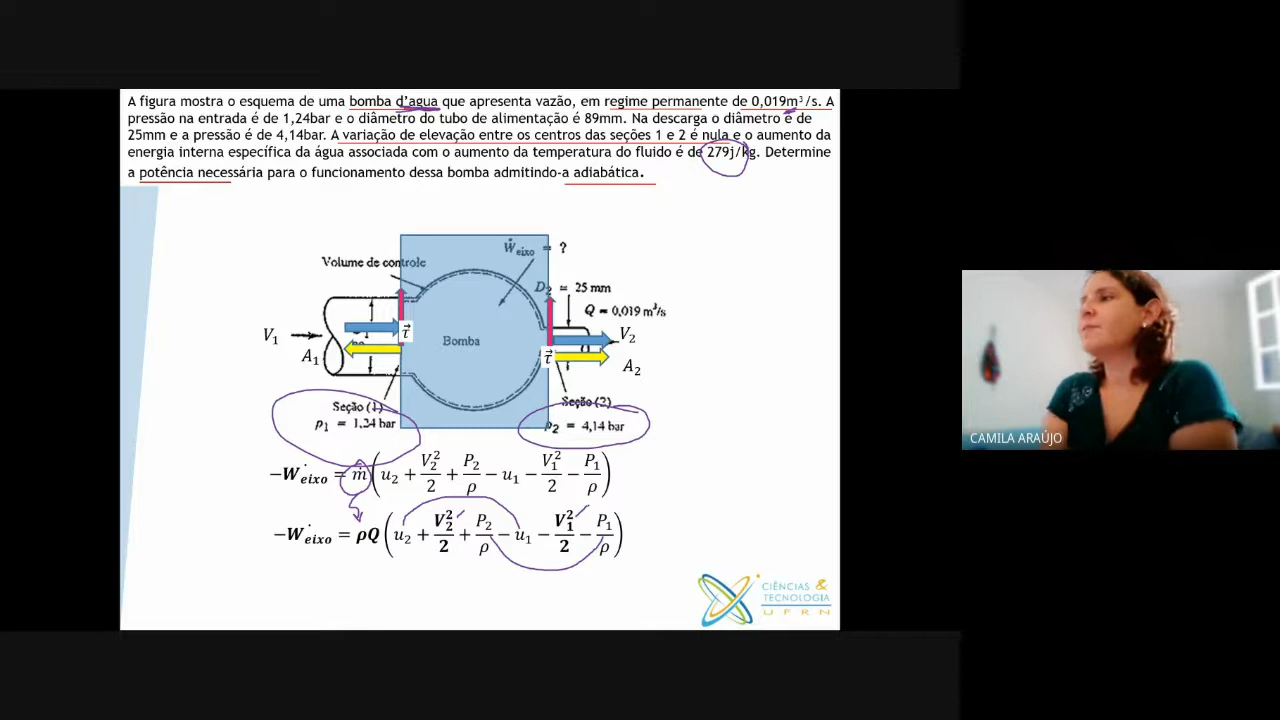 A figura mostra o esquema de uma bomba d’agua que apresenta vazão, em regime permanente de 0,019m³/s. A
pressão na entrada é de 1,24bar e o diâmetro do tubo de alimentação é 89mm. Na descarga o diâmetro é de
25mm e a pressão é de 4,14bar. A variação de elevação entre os centros das seções 1 e 2 é nula e o aumento da
energia interna específica da água associada com o aumento da temperatura do fluido é de 279j/kg. Determine
a potência necessária para o funcionamento dessa bomba admitindo-a adiabática.
Ẇeixo = ?
Volume de controle
D2 = 25 mm
Q = 0,019 m³/s
V1
A1
τ⃗
Bomba
τ⃗
V2
A2
Seção (1)
p1 = 1,24 bar
Seção (2)
p2 = 4,14 bar
−Ẇeixo = ṁ(u2 + V2²/2 + P2/ρ − u1 − V1²/2 − P1/ρ)
−Ẇeixo = ρQ(u2 + V2²/2 + P2/ρ − u1 − V1²/2 − P1/ρ)
CIÊNCIAS &
TECNOLOGIA
UFRN
CAMILA ARAÚJO